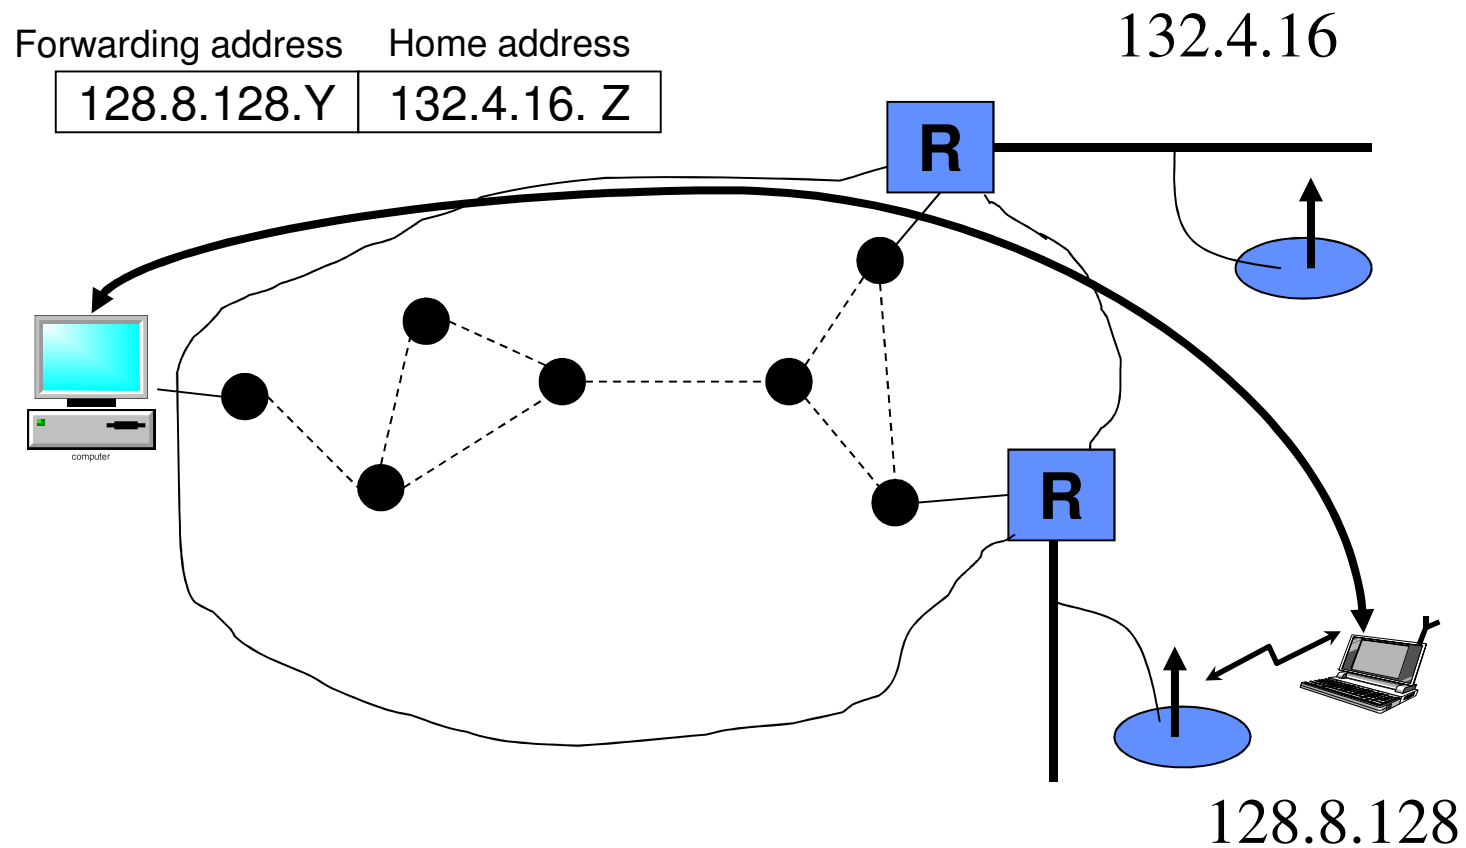 Forwarding address Home address
128.8.128.Y 132.4.16. Z
132.4.16
R
computer
R
128.8.128